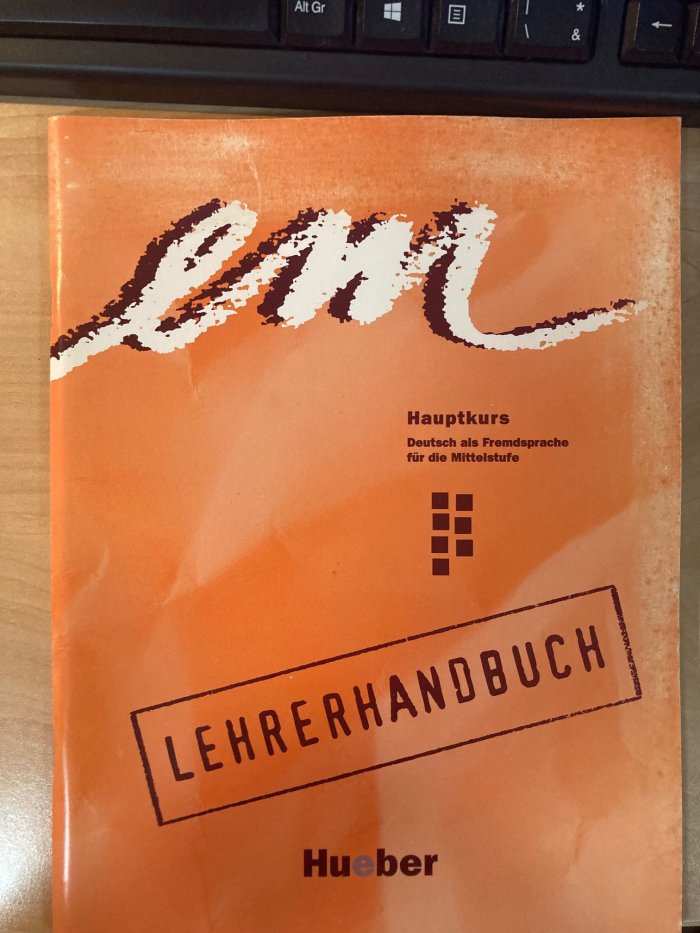 Alt Gr
*
&
\
em
Hauptkurs
Deutsch als Fremdsprache
für die Mittelstufe
LEHRERHANDBUCH
Hueber